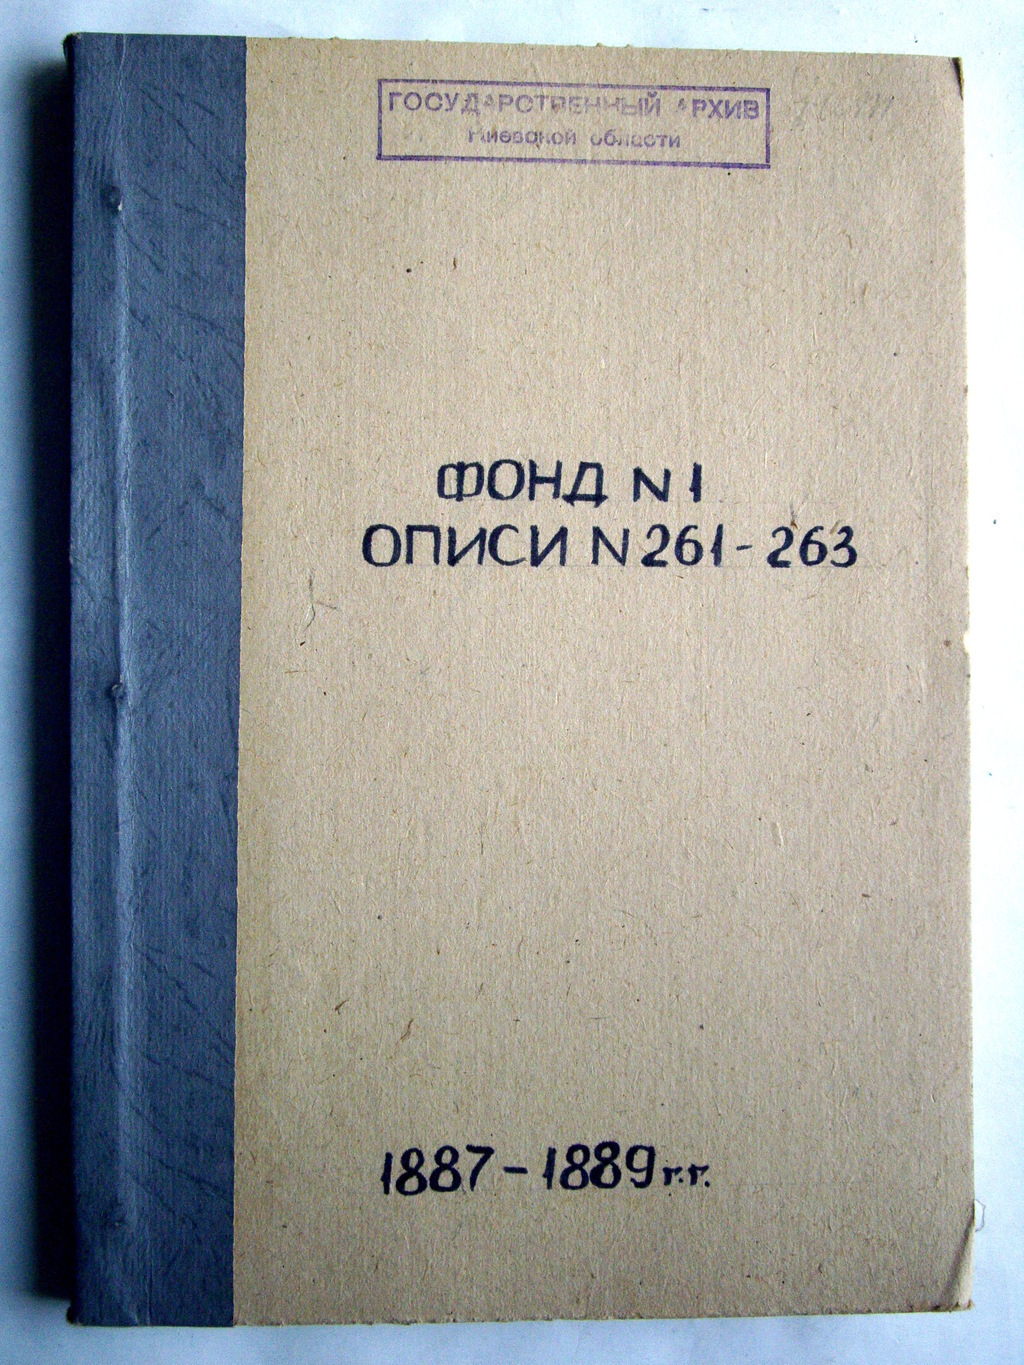 ГОСУДАРСТВЕННЫЙ АРХИВ
Киевской области
ФОНД N 1
ОПИСИ N 261 - 263
1887 - 1889 г.г.